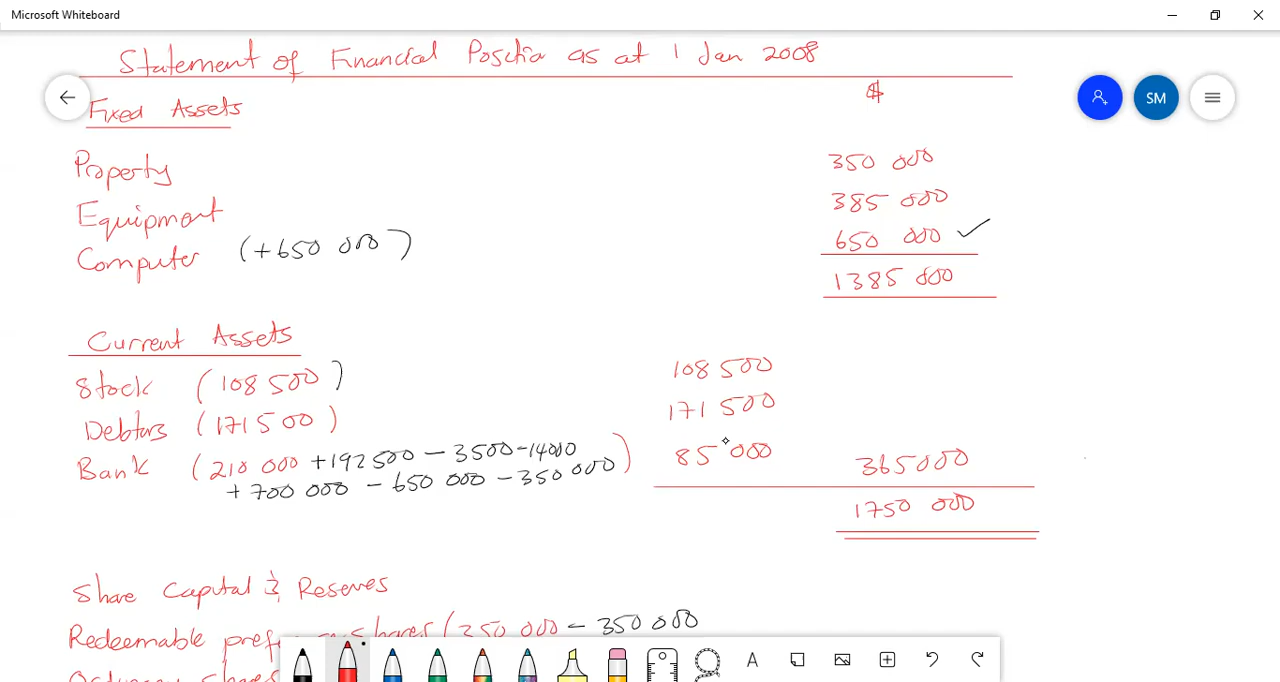 Microsoft Whiteboard
Statement of Financial Position as at 1 Jan 2008
$
Fixed Assets
SM
Property 350 000
Equipment 385 000
Computer (+650 000) 650 000 ✓
1385 000
Current Assets
Stock (108 500) 108 500
Debtors (171 500) 171 500
Bank (210 000 +192 500 - 3500 - 14000 85 000 365000
+ 700 000 - 650 000 - 350 000)
1750 000
Share Capital & Reserves
Redeemable shares (350 000 - 350 000
A